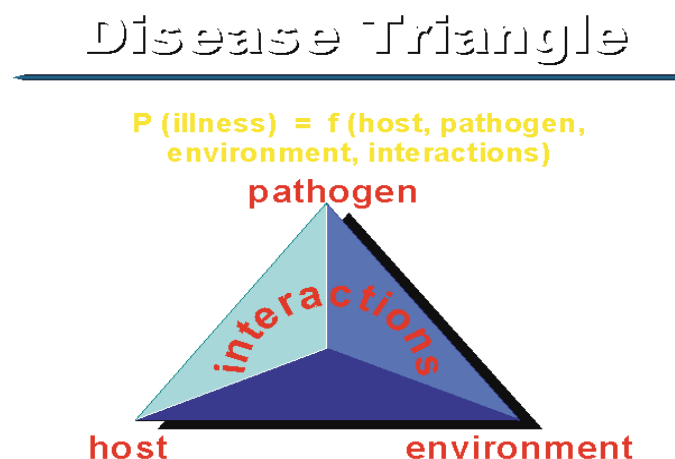 Disease Triangle
P (illness) = f (host, pathogen,
environment, interactions)
pathogen
interactions
host
environment